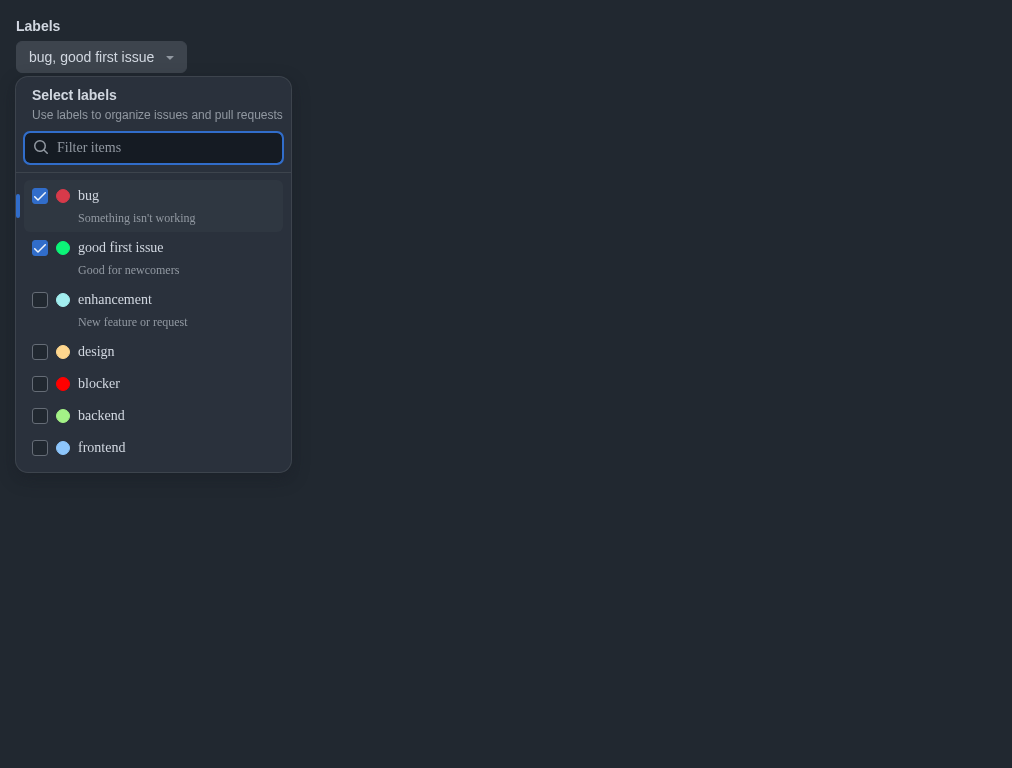 Labels
bug, good first issue
Select labels
Use labels to organize issues and pull requests
Filter items
bug
Something isn't working
good first issue
Good for newcomers
enhancement
New feature or request
design
blocker
backend
frontend